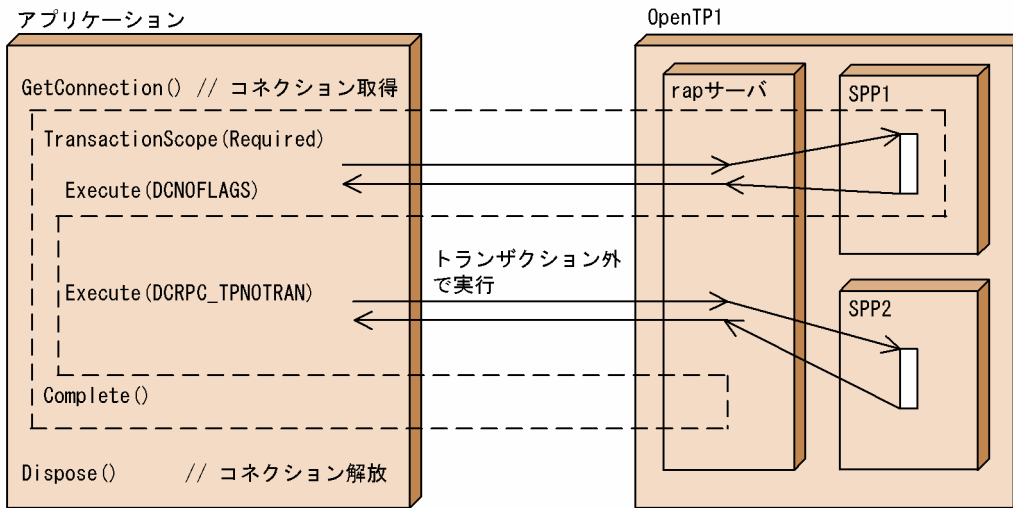 アプリケーション
OpenTP1
GetConnection() // コネクション取得
rapサーバ
SPP1
TransactionScope(Required)
Execute(DCNOFLAGS)
トランザクション外
で実行
Execute(DCRPC_TPNOTRAN)
SPP2
Complete()
Dispose() // コネクション解放